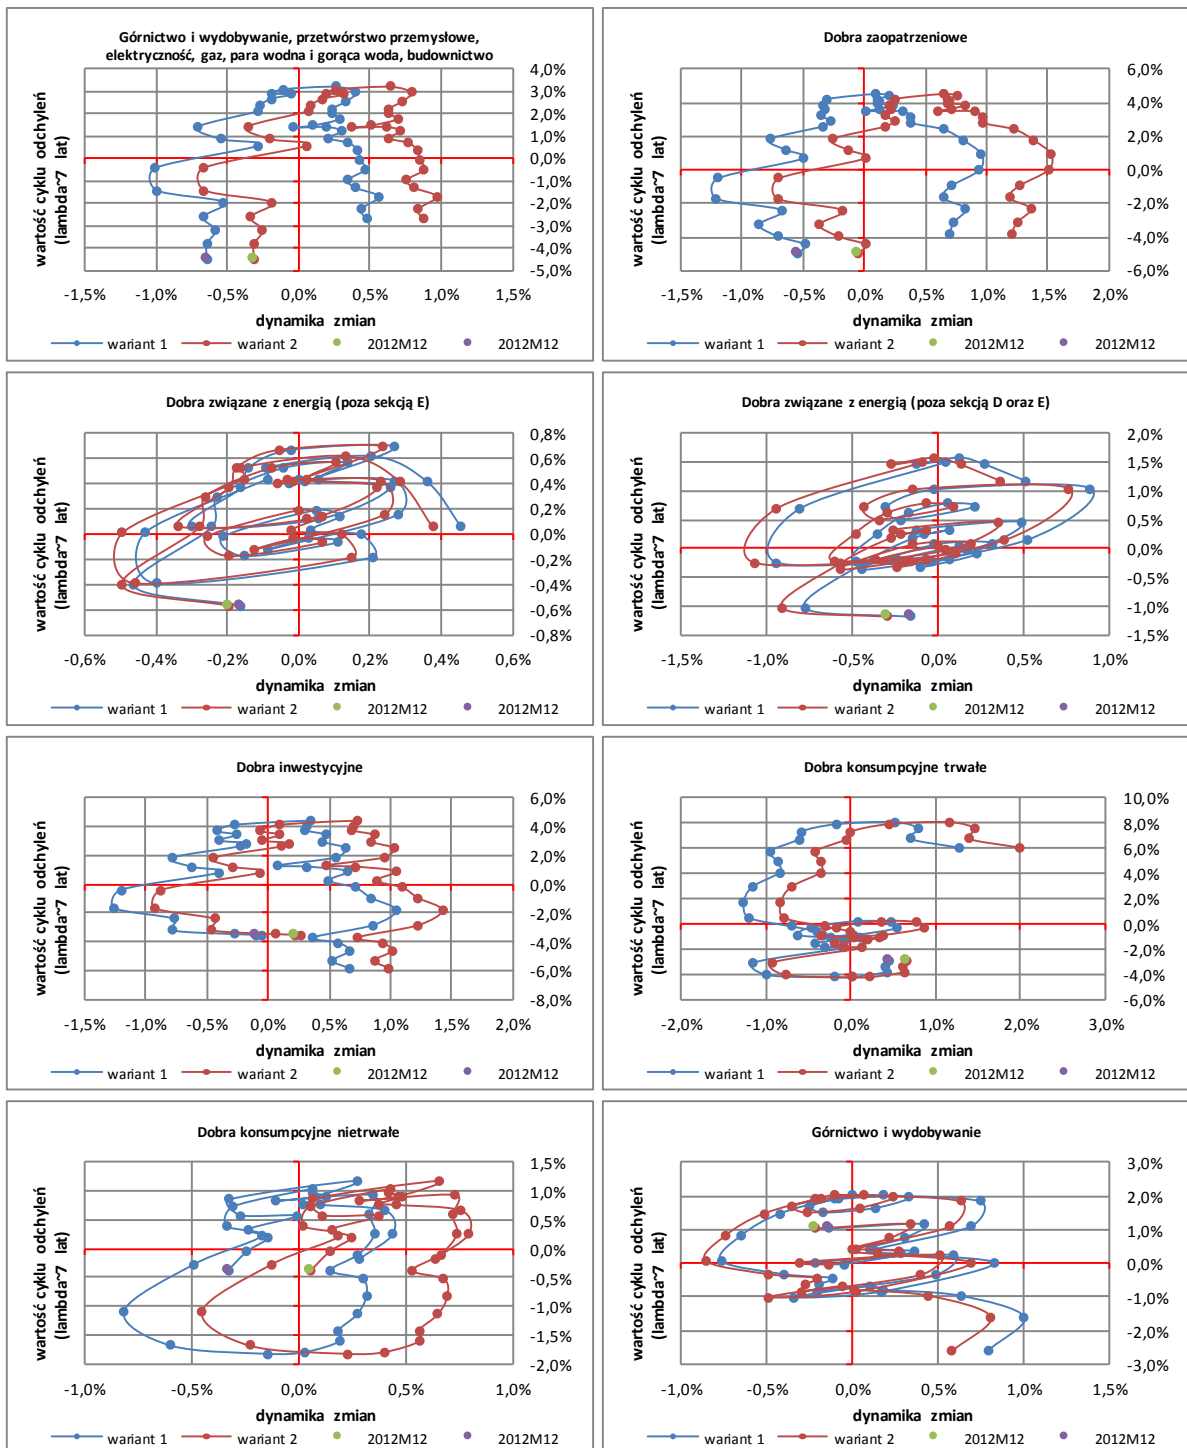 Górnictwo i wydobywanie, przetwórstwo przemysłowe,
elektryczność, gaz, para wodna i gorąca woda, budownictwo
wartość cyklu odchyleń
(lambda~7 lat)
4,0%
3,0%
2,0%
1,0%
0,0%
-1,0%
-2,0%
-3,0%
-4,0%
-5,0%
-1,5% -1,0% -0,5% 0,0% 0,5% 1,0% 1,5%
dynamika zmian
wariant 1 wariant 2 2012M12 2012M12
Dobra zaopatrzeniowe
wartość cyklu odchyleń
(lambda~7 lat)
6,0%
4,0%
2,0%
0,0%
-2,0%
-4,0%
-6,0%
-1,5% -1,0% -0,5% 0,0% 0,5% 1,0% 1,5% 2,0%
dynamika zmian
wariant 1 wariant 2 2012M12 2012M12
Dobra związane z energią (poza sekcją E)
wartość cyklu odchyleń
(lambda~7 lat)
0,8%
0,6%
0,4%
0,2%
0,0%
-0,2%
-0,4%
-0,6%
-0,8%
-0,6% -0,4% -0,2% 0,0% 0,2% 0,4% 0,6%
dynamika zmian
wariant 1 wariant 2 2012M12 2012M12
Dobra związane z energią (poza sekcją D oraz E)
wartość cyklu odchyleń
(lambda~7 lat)
2,0%
1,5%
1,0%
0,5%
0,0%
-0,5%
-1,0%
-1,5%
-1,5% -1,0% -0,5% 0,0% 0,5% 1,0%
dynamika zmian
wariant 1 wariant 2 2012M12 2012M12
Dobra inwestycyjne
wartość cyklu odchyleń
(lambda~7 lat)
6,0%
4,0%
2,0%
0,0%
-2,0%
-4,0%
-6,0%
-8,0%
-1,5% -1,0% -0,5% 0,0% 0,5% 1,0% 1,5% 2,0%
dynamika zmian
wariant 1 wariant 2 2012M12 2012M12
Dobra konsumpcyjne trwałe
wartość cyklu odchyleń
(lambda~7 lat)
10,0%
8,0%
6,0%
4,0%
2,0%
0,0%
-2,0%
-4,0%
-6,0%
-2,0% -1,0% 0,0% 1,0% 2,0% 3,0%
dynamika zmian
wariant 1 wariant 2 2012M12 2012M12
Dobra konsumpcyjne nietrwałe
wartość cyklu odchyleń
(lambda~7 lat)
1,5%
1,0%
0,5%
0,0%
-0,5%
-1,0%
-1,5%
-2,0%
-1,0% -0,5% 0,0% 0,5% 1,0%
dynamika zmian
wariant 1 wariant 2 2012M12 2012M12
Górnictwo i wydobywanie
wartość cyklu odchyleń
(lambda~7 lat)
3,0%
2,0%
1,0%
0,0%
-1,0%
-2,0%
-3,0%
-1,0% -0,5% 0,0% 0,5% 1,0% 1,5%
dynamika zmian
wariant 1 wariant 2 2012M12 2012M12